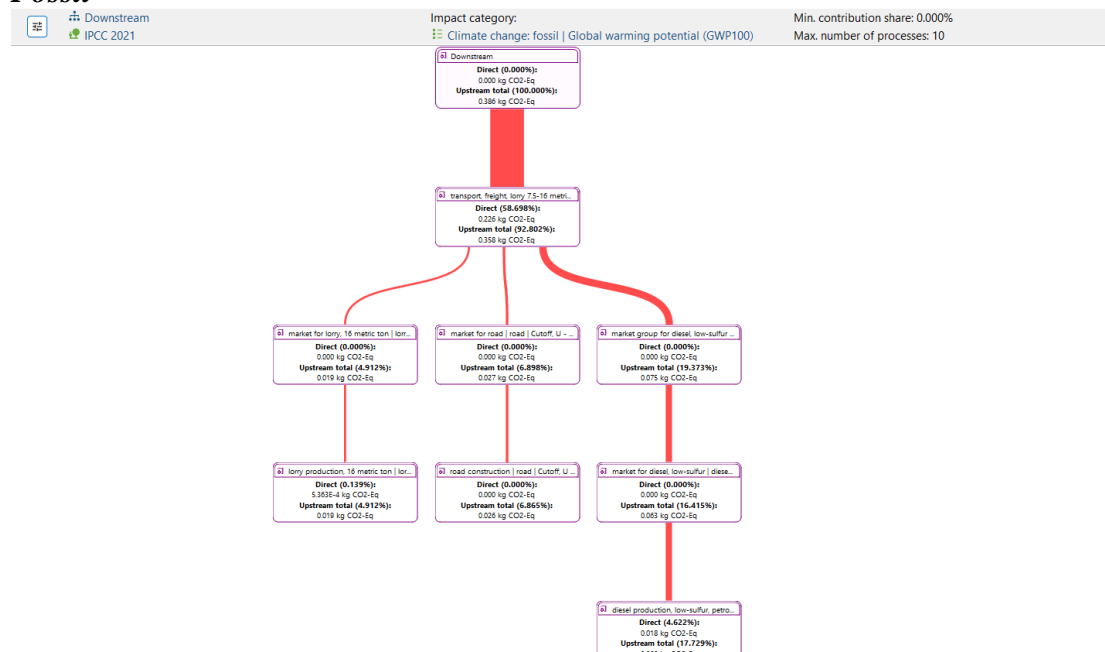 Downstream
IPCC 2021
Impact category:
Climate change: fossil | Global warming potential (GWP100)
Min. contribution share: 0.000%
Max. number of processes: 10
Downstream
Direct (0.000%):
0.000 kg CO2-Eq
Upstream total (100.000%):
0.386 kg CO2-Eq
transport, freight, lorry 7.5-16 metri...
Direct (58.698%):
0.226 kg CO2-Eq
Upstream total (92.802%):
0.358 kg CO2-Eq
market for lorry, 16 metric ton | lorr...
Direct (0.000%):
0.000 kg CO2-Eq
Upstream total (4.912%):
0.019 kg CO2-Eq
market for road | road | Cutoff, U - ...
Direct (0.000%):
0.000 kg CO2-Eq
Upstream total (6.898%):
0.027 kg CO2-Eq
market group for diesel, low-sulfur ...
Direct (0.000%):
0.000 kg CO2-Eq
Upstream total (19.373%):
0.075 kg CO2-Eq
lorry production, 16 metric ton | lor...
Direct (0.139%):
5.363E-4 kg CO2-Eq
Upstream total (4.912%):
0.019 kg CO2-Eq
road construction | road | Cutoff, U ...
Direct (0.000%):
0.000 kg CO2-Eq
Upstream total (6.865%):
0.026 kg CO2-Eq
market for diesel, low-sulfur | diese...
Direct (0.000%):
0.000 kg CO2-Eq
Upstream total (16.415%):
0.063 kg CO2-Eq
diesel production, low-sulfur, petro...
Direct (4.622%):
0.018 kg CO2-Eq
Upstream total (17.729%):